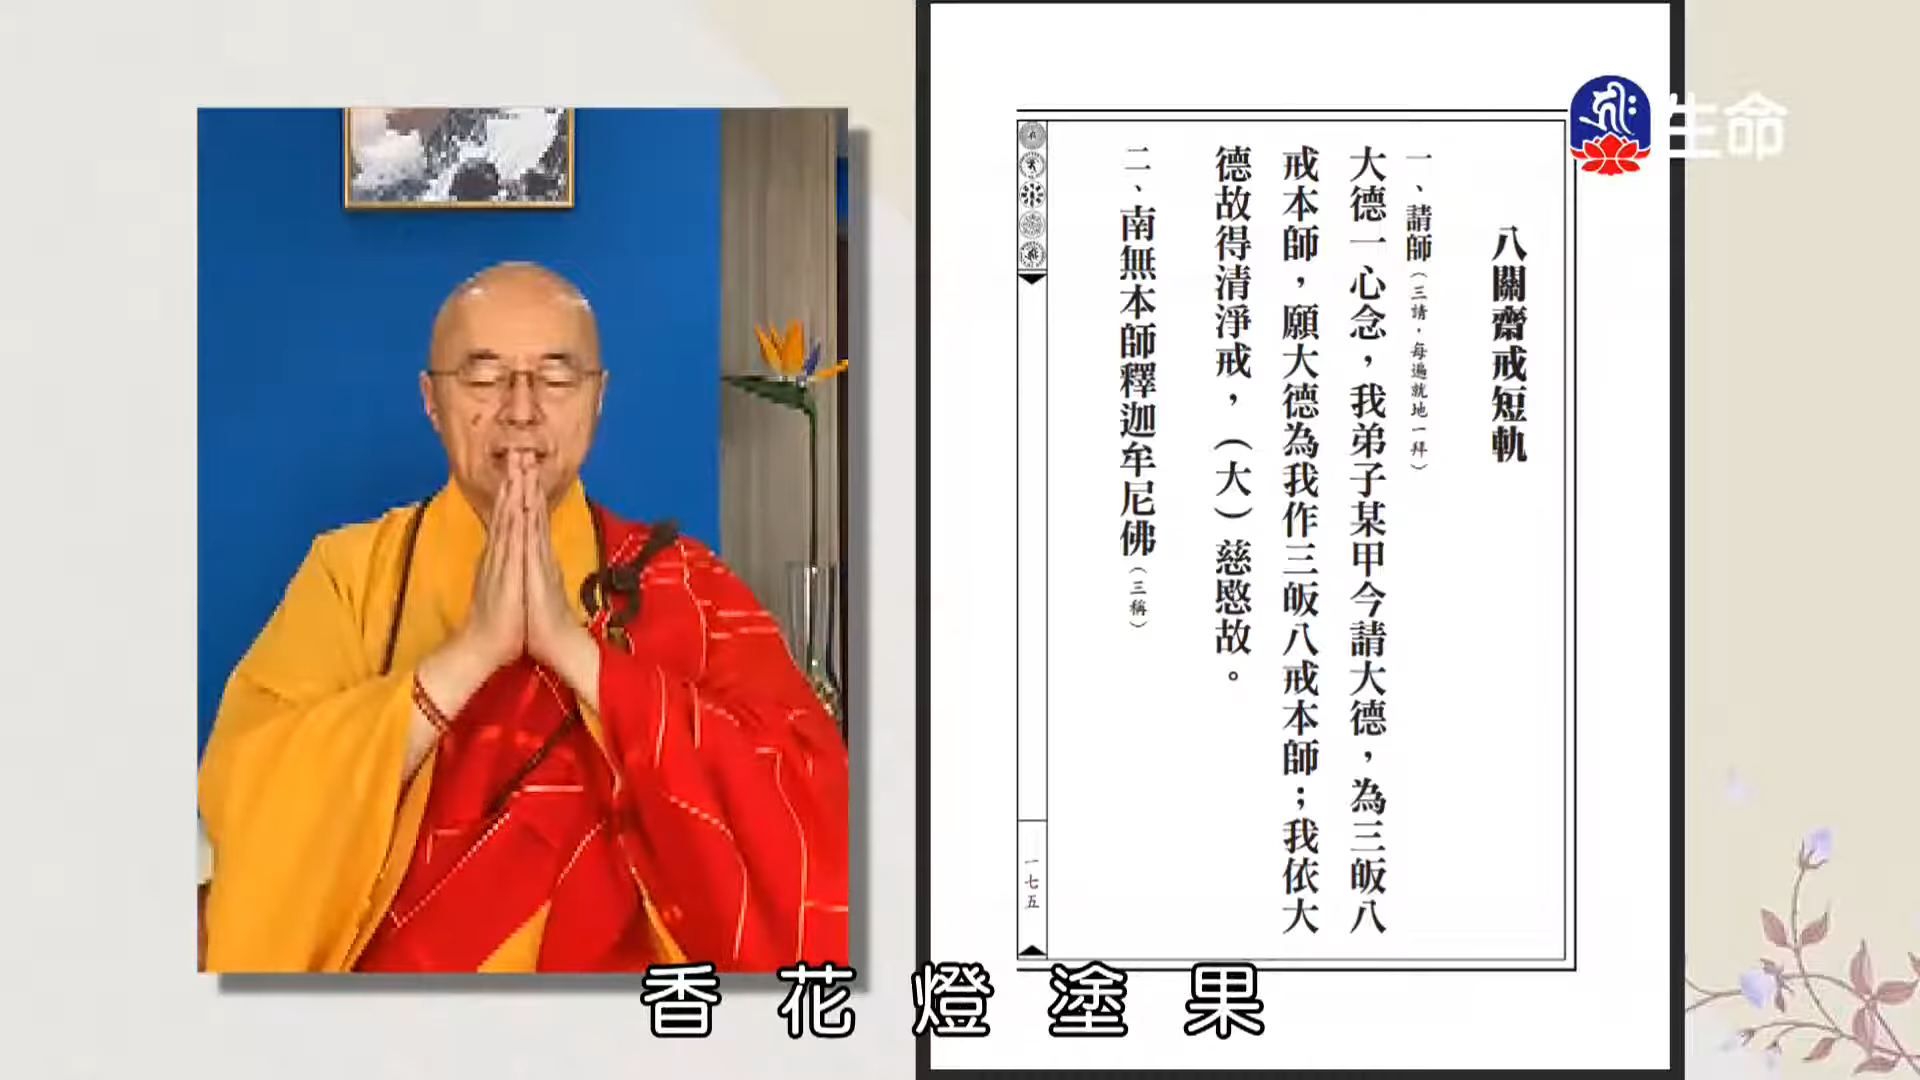 八關齋戒短軌
一、請師(三請，每遍就地一拜)
大德一心念，我弟子某甲今請大德，為三皈八
戒本師，願大德為我作三皈八戒本師；我依大
德故得清淨戒，(大)慈愍故。
二、南無本師釋迦牟尼佛(三稱)
一七五
生命
香花燈塗果